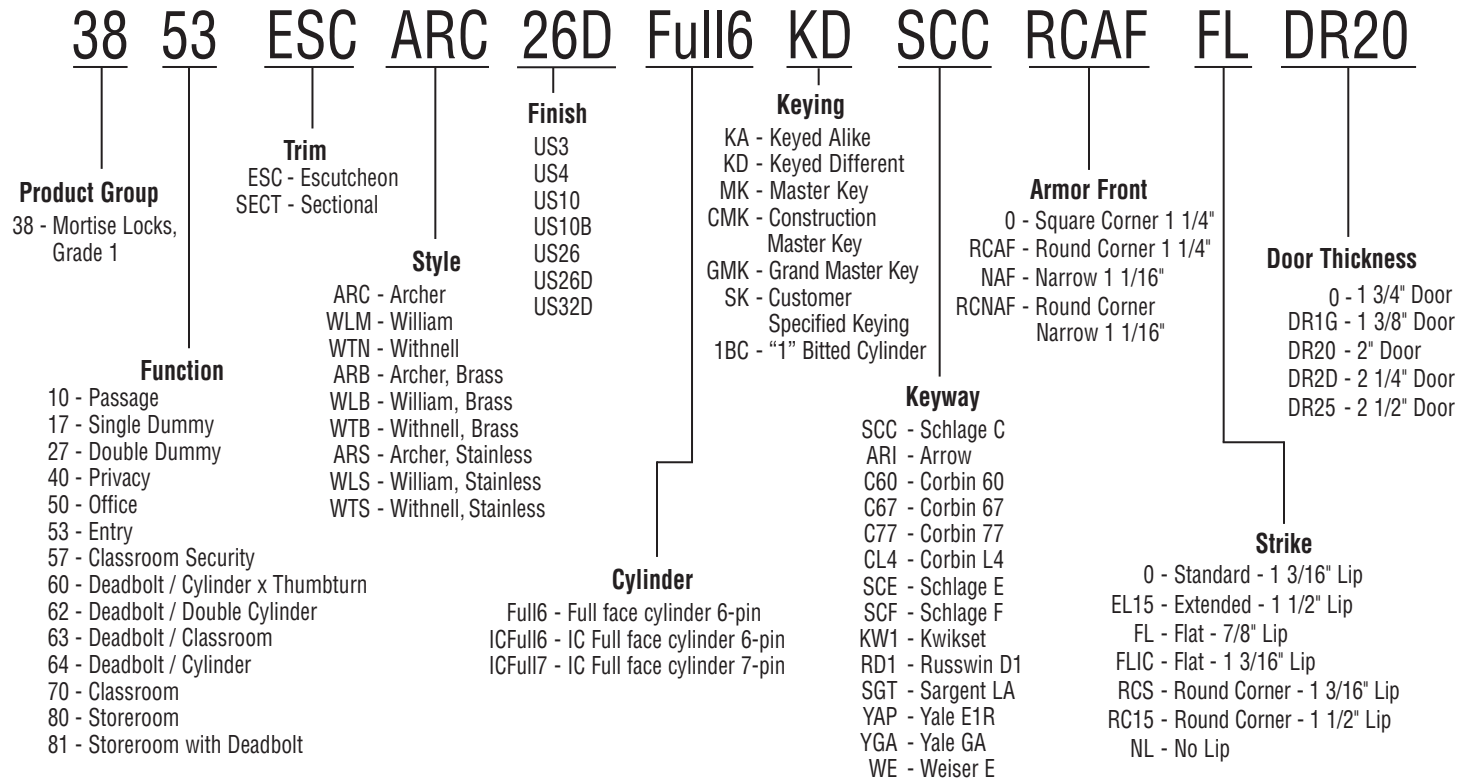 38 53 ESC ARC 26D Full6 KD SCC RCAF FL DR20
Product Group
38 - Mortise Locks,
Grade 1
Function
10 - Passage
17 - Single Dummy
27 - Double Dummy
40 - Privacy
50 - Office
53 - Entry
57 - Classroom Security
60 - Deadbolt / Cylinder x Thumbturn
62 - Deadbolt / Double Cylinder
63 - Deadbolt / Classroom
64 - Deadbolt / Cylinder
70 - Classroom
80 - Storeroom
81 - Storeroom with Deadbolt
Trim
ESC - Escutcheon
SECT - Sectional
Style
ARC - Archer
WLM - William
WTN - Withnell
ARB - Archer, Brass
WLB - William, Brass
WTB - Withnell, Brass
ARS - Archer, Stainless
WLS - William, Stainless
WTS - Withnell, Stainless
Finish
US3
US4
US10
US10B
US26
US26D
US32D
Cylinder
Full6 - Full face cylinder 6-pin
ICFull6 - IC Full face cylinder 6-pin
ICFull7 - IC Full face cylinder 7-pin
Keying
KA - Keyed Alike
KD - Keyed Different
MK - Master Key
CMK - Construction
Master Key
GMK - Grand Master Key
SK - Customer
Specified Keying
1BC - “1” Bitted Cylinder
Keyway
SCC - Schlage C
ARI - Arrow
C60 - Corbin 60
C67 - Corbin 67
C77 - Corbin 77
CL4 - Corbin L4
SCE - Schlage E
SCF - Schlage F
KW1 - Kwikset
RD1 - Russwin D1
SGT - Sargent LA
YAP - Yale E1R
YGA - Yale GA
WE - Weiser E
Armor Front
0 - Square Corner 1 1/4"
RCAF - Round Corner 1 1/4"
NAF - Narrow 1 1/16"
RCNAF - Round Corner
Narrow 1 1/16"
Strike
0 - Standard - 1 3/16" Lip
EL15 - Extended - 1 1/2" Lip
FL - Flat - 7/8" Lip
FLIC - Flat - 1 3/16" Lip
RCS - Round Corner - 1 3/16" Lip
RC15 - Round Corner - 1 1/2" Lip
NL - No Lip
Door Thickness
0 - 1 3/4" Door
DR1G - 1 3/8" Door
DR20 - 2" Door
DR2D - 2 1/4" Door
DR25 - 2 1/2" Door